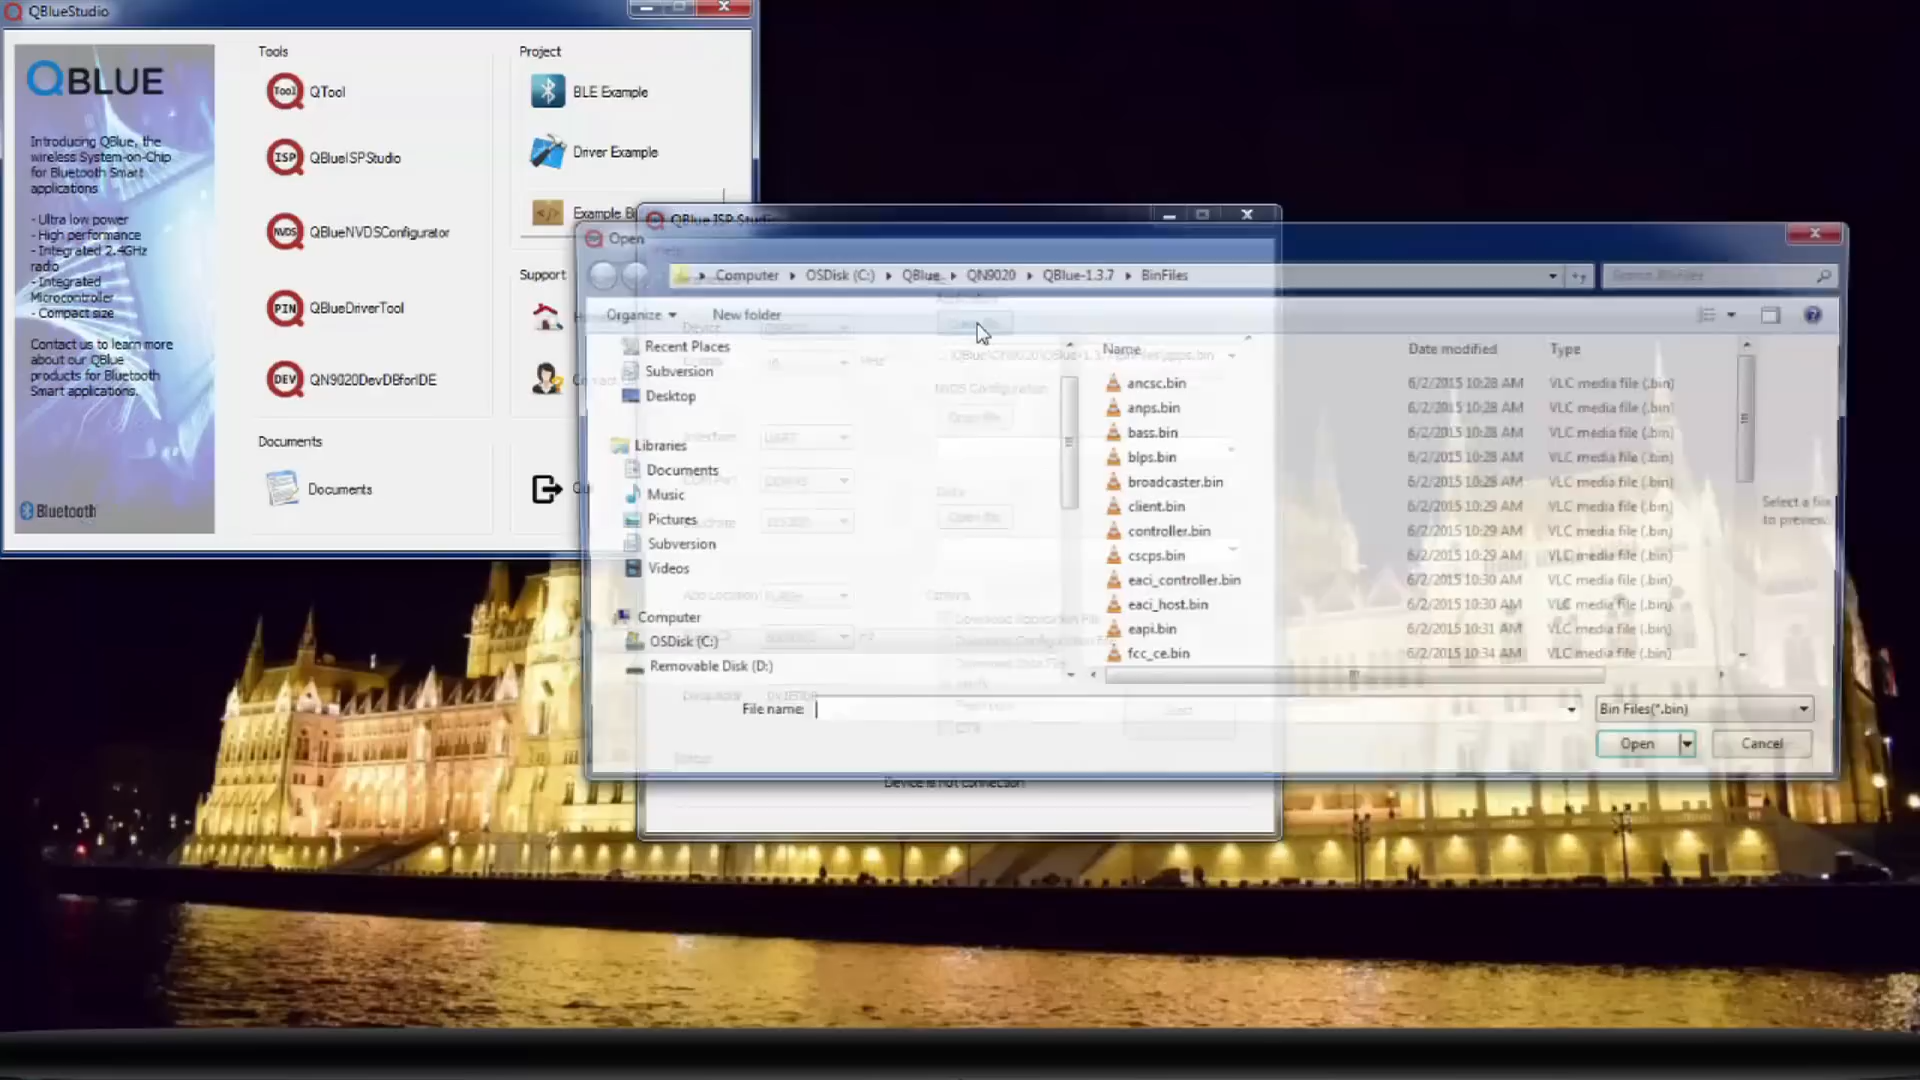 QBlueStudio
QBLUE
Introducing QBlue, the
wireless System-on-Chip
for Bluetooth Smart
applications
- Ultra low power
- High performance
- Integrated 2.4GHz
radio
- Integrated
Microcontroller
- Compact size
Contact us to learn more
about our QBlue
products for Bluetooth
Smart applications.
Bluetooth
Tools
Tool QTool
ISP QBlueISPStudio
NVDS QBlueNVDSConfigurator
PIN QBlueDriverTool
DEV QN9020DevDBforIDE
Documents
Documents
Project
BLE Example
Driver Example
Example
Support
QBlue ISP Studio
Open
Computer
OSDisk (C:)
QBlue
QN9020
QBlue-1.3.7
BinFiles
Search BinFiles
Organize
New folder
Recent Places
Subversion
Desktop
Libraries
Documents
Music
Pictures
Subversion
Videos
Computer
OSDisk (C:)
Removable Disk (D:)
Name Date modified Type
ancsc.bin 6/2/2015 10:28 AM VLC media file (.bin)
anps.bin 6/2/2015 10:28 AM VLC media file (.bin)
bass.bin 6/2/2015 10:28 AM VLC media file (.bin)
blps.bin 6/2/2015 10:28 AM VLC media file (.bin)
broadcaster.bin 6/2/2015 10:28 AM VLC media file (.bin)
client.bin 6/2/2015 10:29 AM VLC media file (.bin)
controller.bin 6/2/2015 10:29 AM VLC media file (.bin)
cscps.bin 6/2/2015 10:29 AM VLC media file (.bin)
eaci_controller.bin 6/2/2015 10:30 AM VLC media file (.bin)
eaci_host.bin 6/2/2015 10:30 AM VLC media file (.bin)
eapi.bin 6/2/2015 10:31 AM VLC media file (.bin)
fcc_ce.bin 6/2/2015 10:34 AM VLC media file (.bin)
Select a file
to preview.
File name:
Bin Files(*.bin)
Open
Cancel
NVDS Configuration
UART
Device is not connection